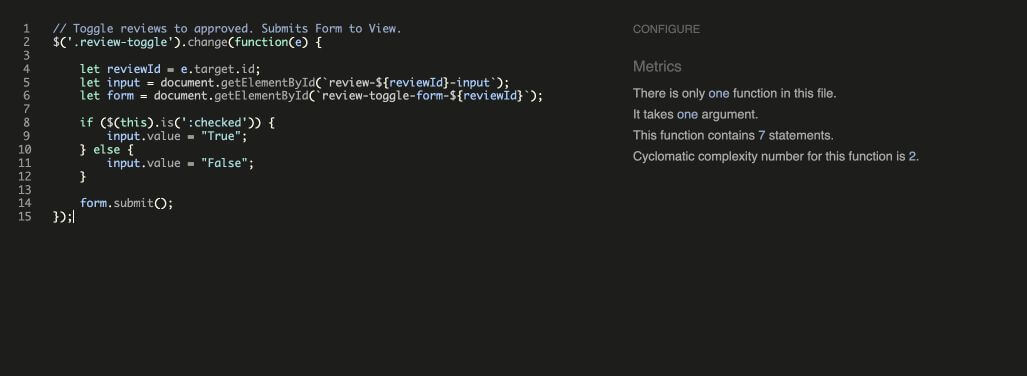 1 // Toggle reviews to approved. Submits Form to View.
2 $('.review-toggle').change(function(e) {
3
4 let reviewId = e.target.id;
5 let input = document.getElementById(`review-${reviewId}-input`);
6 let form = document.getElementById(`review-toggle-form-${reviewId}`);
7
8 if ($(this).is(':checked')) {
9 input.value = "True";
10 } else {
11 input.value = "False";
12 }
13
14 form.submit();
15 });
CONFIGURE
Metrics
There is only one function in this file.
It takes one argument.
This function contains 7 statements.
Cyclomatic complexity number for this function is 2.